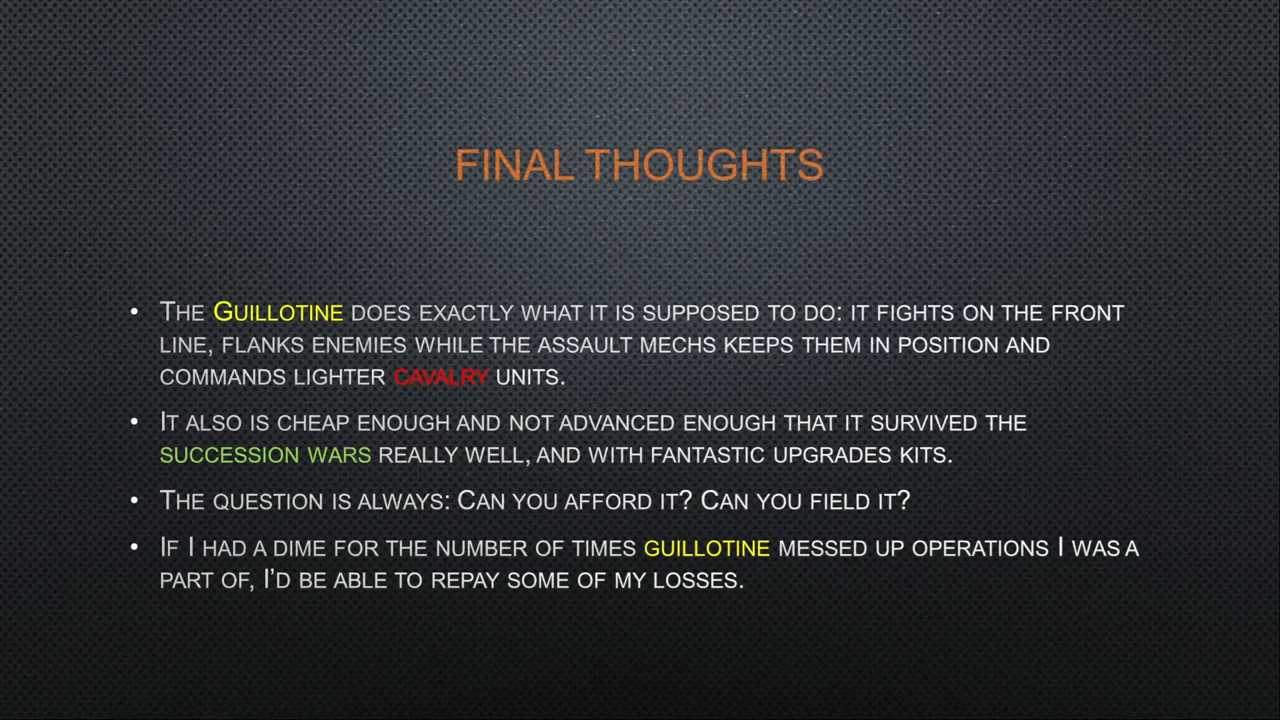 FINAL THOUGHTS
• THE GUILLOTINE DOES EXACTLY WHAT IT IS SUPPOSED TO DO: IT FIGHTS ON THE FRONT
LINE, FLANKS ENEMIES WHILE THE ASSAULT MECHS KEEPS THEM IN POSITION AND
COMMANDS LIGHTER CAVALRY UNITS.
• IT ALSO IS CHEAP ENOUGH AND NOT ADVANCED ENOUGH THAT IT SURVIVED THE
SUCCESSION WARS REALLY WELL, AND WITH FANTASTIC UPGRADES KITS.
• THE QUESTION IS ALWAYS: CAN YOU AFFORD IT? CAN YOU FIELD IT?
• IF I HAD A DIME FOR THE NUMBER OF TIMES GUILLOTINE MESSED UP OPERATIONS I WAS A
PART OF, I'D BE ABLE TO REPAY SOME OF MY LOSSES.